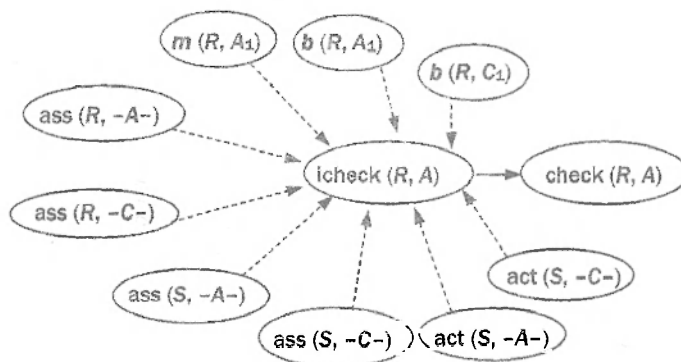 m (R, A₁)
b (R, A₁)
b (R, C₁)
ass (R, –A–)
icheck (R, A)
check (R, A)
ass (R, –C–)
ass (S, –A–)
act (S, –C–)
ass (S, –C–)
act (S, –A–)